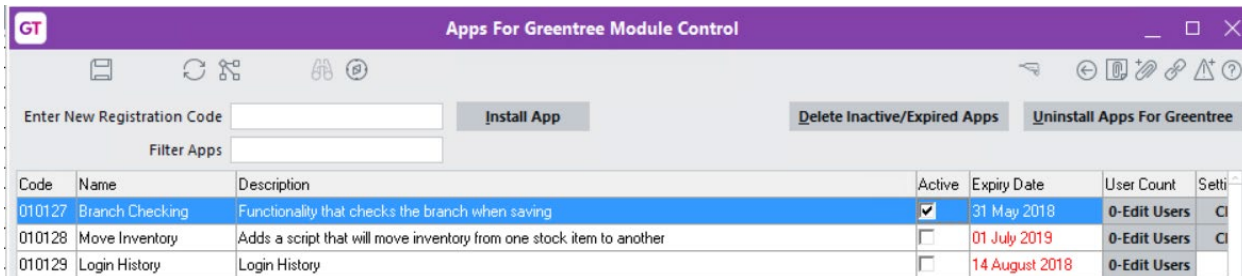 GT Apps For Greentree Module Control
Enter New Registration Code Install App Delete Inactive/Expired Apps Uninstall Apps For Greentree
Filter Apps
Code Name Description Active Expiry Date User Count Setti
010127 Branch Checking Functionality that checks the branch when saving 31 May 2018 0-Edit Users Cl
010128 Move Inventory Adds a script that will move inventory from one stock item to another 01 July 2019 0-Edit Users Cl
010129 Login History Login History 14 August 2018 0-Edit Users